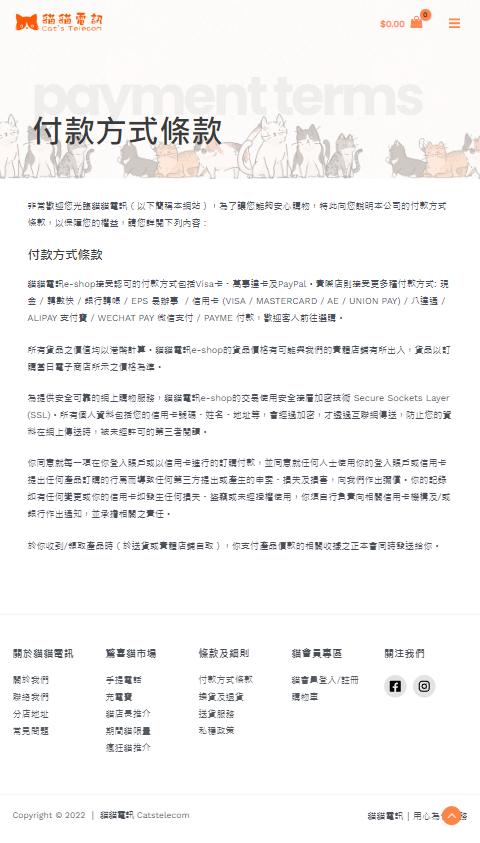 貓貓電訊
Cat's Telecom
$0.00
0
payment terms
付款方式條款
非常歡迎您光臨貓貓電訊（以下簡稱本網站），為了讓您能夠安心購物，特此向您說明本公司的付款方式
條款，以保障您的權益，請您詳閱下列內容：
付款方式條款
貓貓電訊e-shop接受認可的付款方式包括Visa卡、萬事達卡及PayPal。實際店則接受更多種付款方式: 現
金 / 轉數快 / 銀行轉帳 / EPS 易辦事 / 信用卡 (VISA / MASTERCARD / AE / UNION PAY) / 八達通 /
ALIPAY 支付寶 / WECHAT PAY 微信支付 / PAYME 付款，歡迎客人前往選購。
所有貨品之價值均以港幣計算。貓貓電訊e-shop的貨品價格有可能與我們的實體店舖有所出入，貨品以訂
購當日電子商店所示之價格為準。
為提供安全可靠的網上購物服務，貓貓電訊e-shop的交易使用安全接層加密技術 Secure Sockets Layer
(SSL)。所有個人資料包括您的信用卡號碼、姓名、地址等，會經過加密，才透過互聯網傳送，防止您的資
料在網上傳送時，被未經許可的第三者閱讀。
你同意就每一項在你登入賬戶或以信用卡進行的訂購付款，並同意就任何人士使用你的登入賬戶或信用卡
提出任何產品訂購的行為而導致任何第三方提出或產生的申索、損失及損害，向我們作出彌償。你的記錄
如有任何變更或你的信用卡如發生任何損失、盜竊或未經授權使用，你須自行負責向相關信用卡機構及/或
銀行作出通知，並承擔相關之責任。
於你收到/領取產品時（於送貨或實體店舖自取），你支付產品價款的相關收據之正本會同時發送給你。
關於貓貓電訊
關於我們
聯絡我們
分店地址
常見問題
驚喜貓市場
手提電話
充電寶
貓店長推介
期間貓限量
瘋狂貓推介
條款及細則
付款方式條款
換貨及退貨
送貨服務
私隱政策
貓會員專區
貓會員登入/註冊
購物車
關注我們
Copyright © 2022 ｜ 貓貓電訊 Catstelecom
貓貓電訊 | 用心為
務